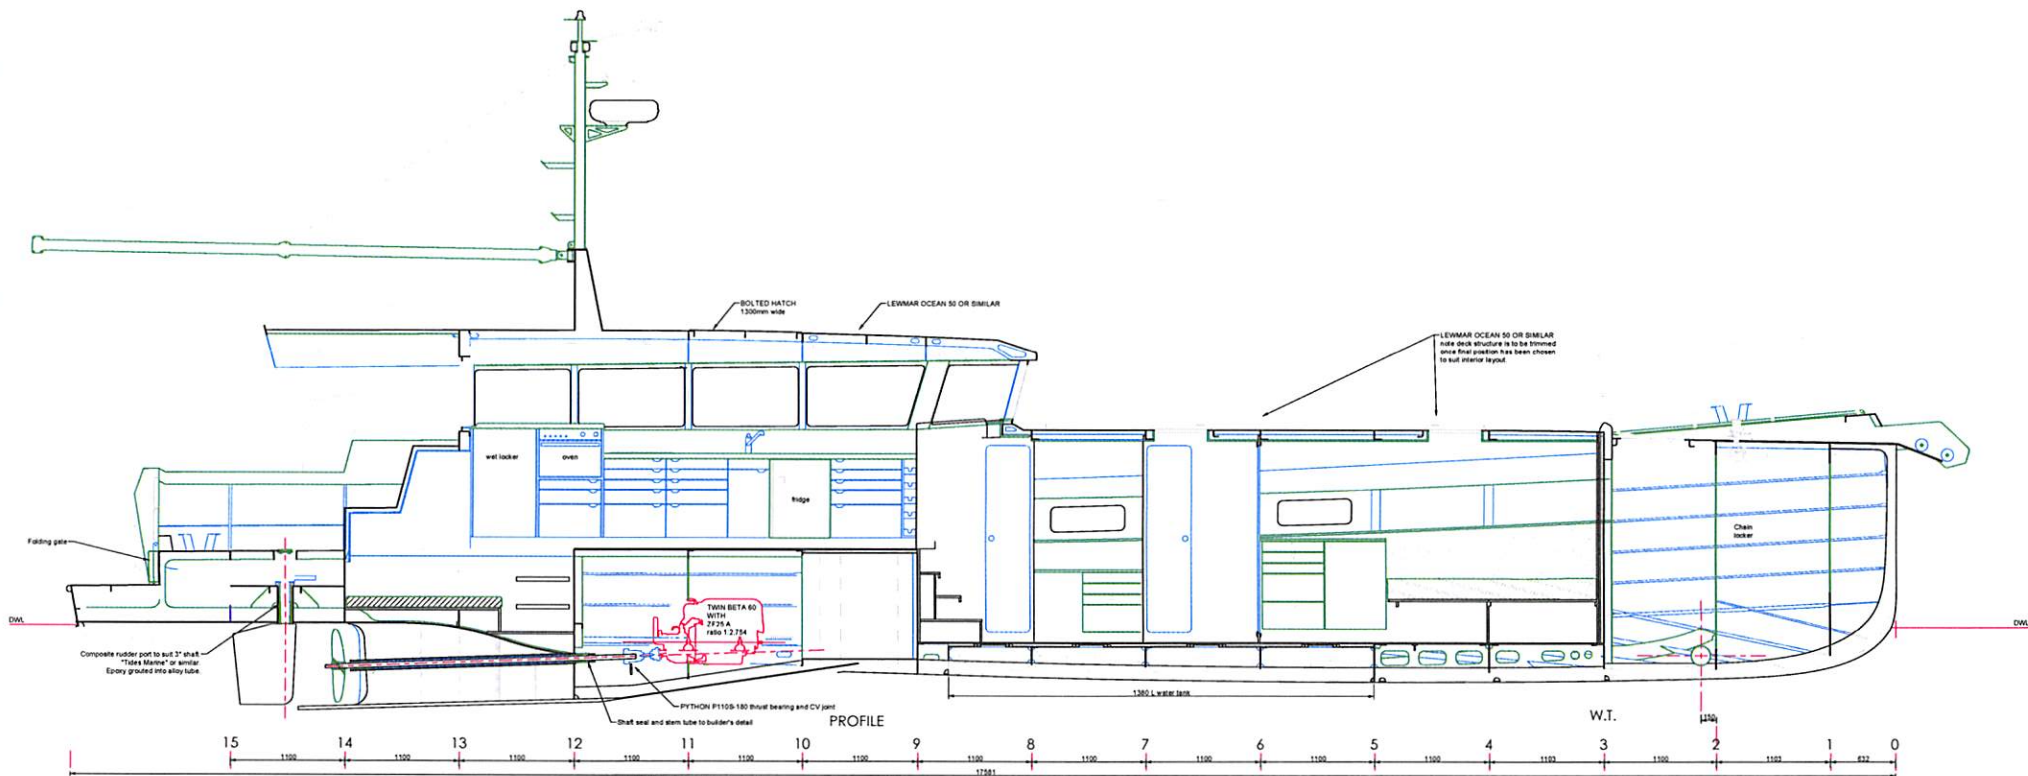 BOLTED HATCH
1300mm wide
LEWMAR OCEAN 50 OR SIMILAR
LEWMAR OCEAN 50 OR SIMILAR
note deck structure is to be trimmed
once final position has been chosen
to suit interior layout.
wet locker
oven
fridge
Chain
locker
Folding gate
TWIN BETA 60
WITH
ZF25 A
ratio 1:2.754
DWL
DWL
Composite rudder port to suit 3" shaft.
"Tides Marine" or similar.
Epoxy grouted into alloy tube.
1380 L water tank
PYTHON P110S-180 thrust bearing and CV joint
Shaft seal and stern tube to builder's detail
PROFILE
W.T.
150
15 14 13 12 11 10 9 8 7 6 5 4 3 2 1 0
1100 1100 1100 1100 1100 1100 1100 1100 1100 1100 1100 1103 1100 1103 632
17581